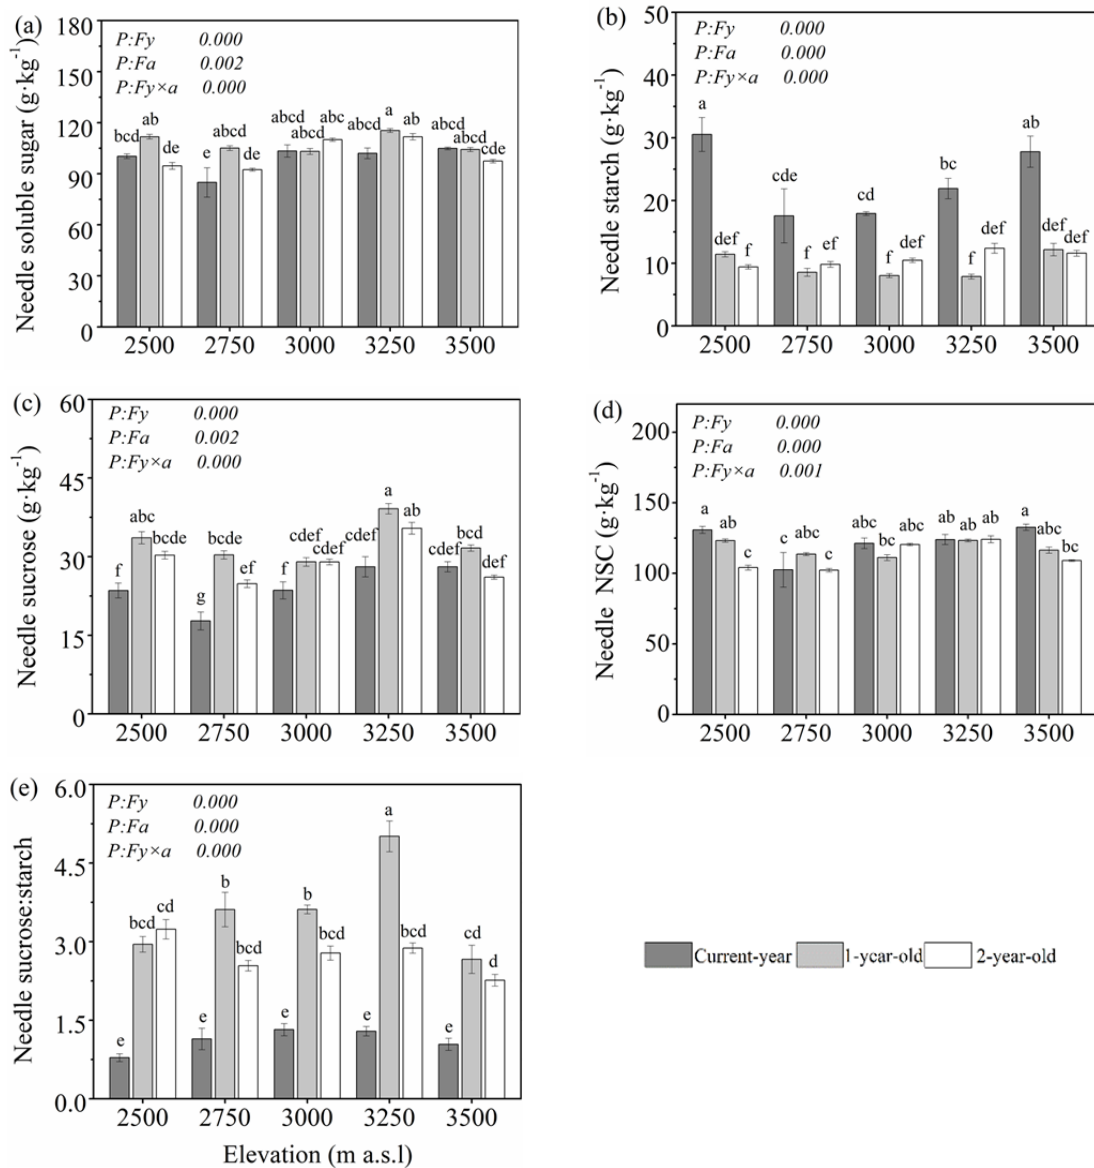 (a)
Needle soluble sugar (g·kg⁻¹)
180
150
120
90
60
30
0
P:Fy 0.000
P:Fa 0.002
P:Fy×a 0.000
bcd ab de
e abcd de
abcd abcd abc
abcd a ab
abcd abcd cde
2500 2750 3000 3250 3500
(b)
Needle starch (g·kg⁻¹)
50
40
30
20
10
0
P:Fy 0.000
P:Fa 0.000
P:Fy×a 0.000
a def f
cde f ef
cd f def
bc f def
ab def def
2500 2750 3000 3250 3500
(c)
Needle sucrose (g·kg⁻¹)
60
45
30
15
0
P:Fy 0.000
P:Fa 0.002
P:Fy×a 0.000
f abc bcde
g bcde ef
f cdef cdef
cdef a ab
cdef bcd def
2500 2750 3000 3250 3500
(d)
Needle NSC (g·kg⁻¹)
200
150
100
50
0
P:Fy 0.000
P:Fa 0.000
P:Fy×a 0.001
a ab c
c abc c
ab bc ab
ab ab ab
a abc bc
2500 2750 3000 3250 3500
(e)
Needle sucrose:starch
6.0
4.5
3.0
1.5
0.0
P:Fy 0.000
P:Fa 0.000
P:Fy×a 0.000
e bcd cd
e b bcd
e b bcd
e a bcd
e cd d
2500 2750 3000 3250 3500
Elevation (m a.s.l)
Current-year 1-year-old 2-year-old